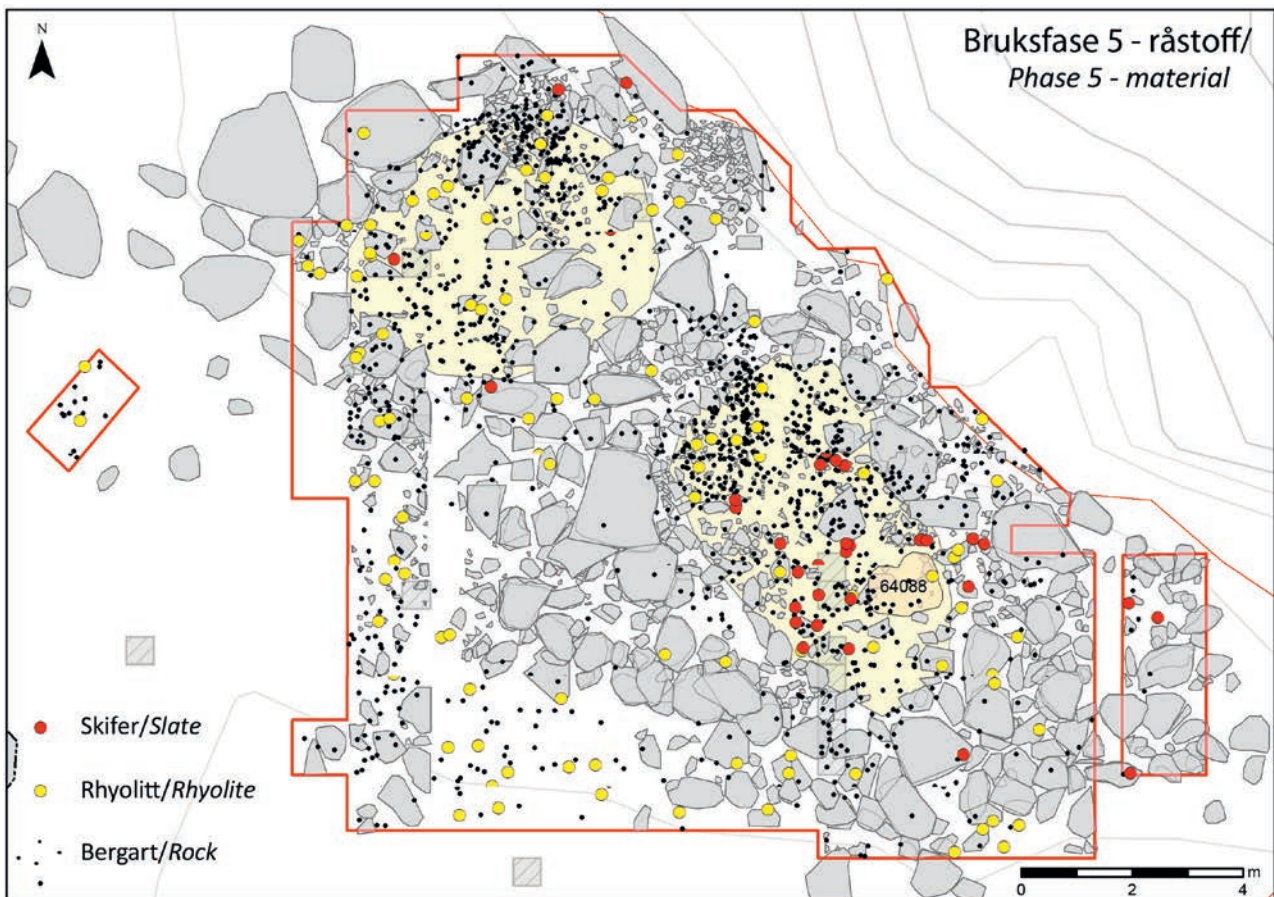 N
Bruksfase 5 - råstoff/
Phase 5 - material
64088
Skifer/Slate
Rhyolitt/Rhyolite
Bergart/Rock
m
0 2 4